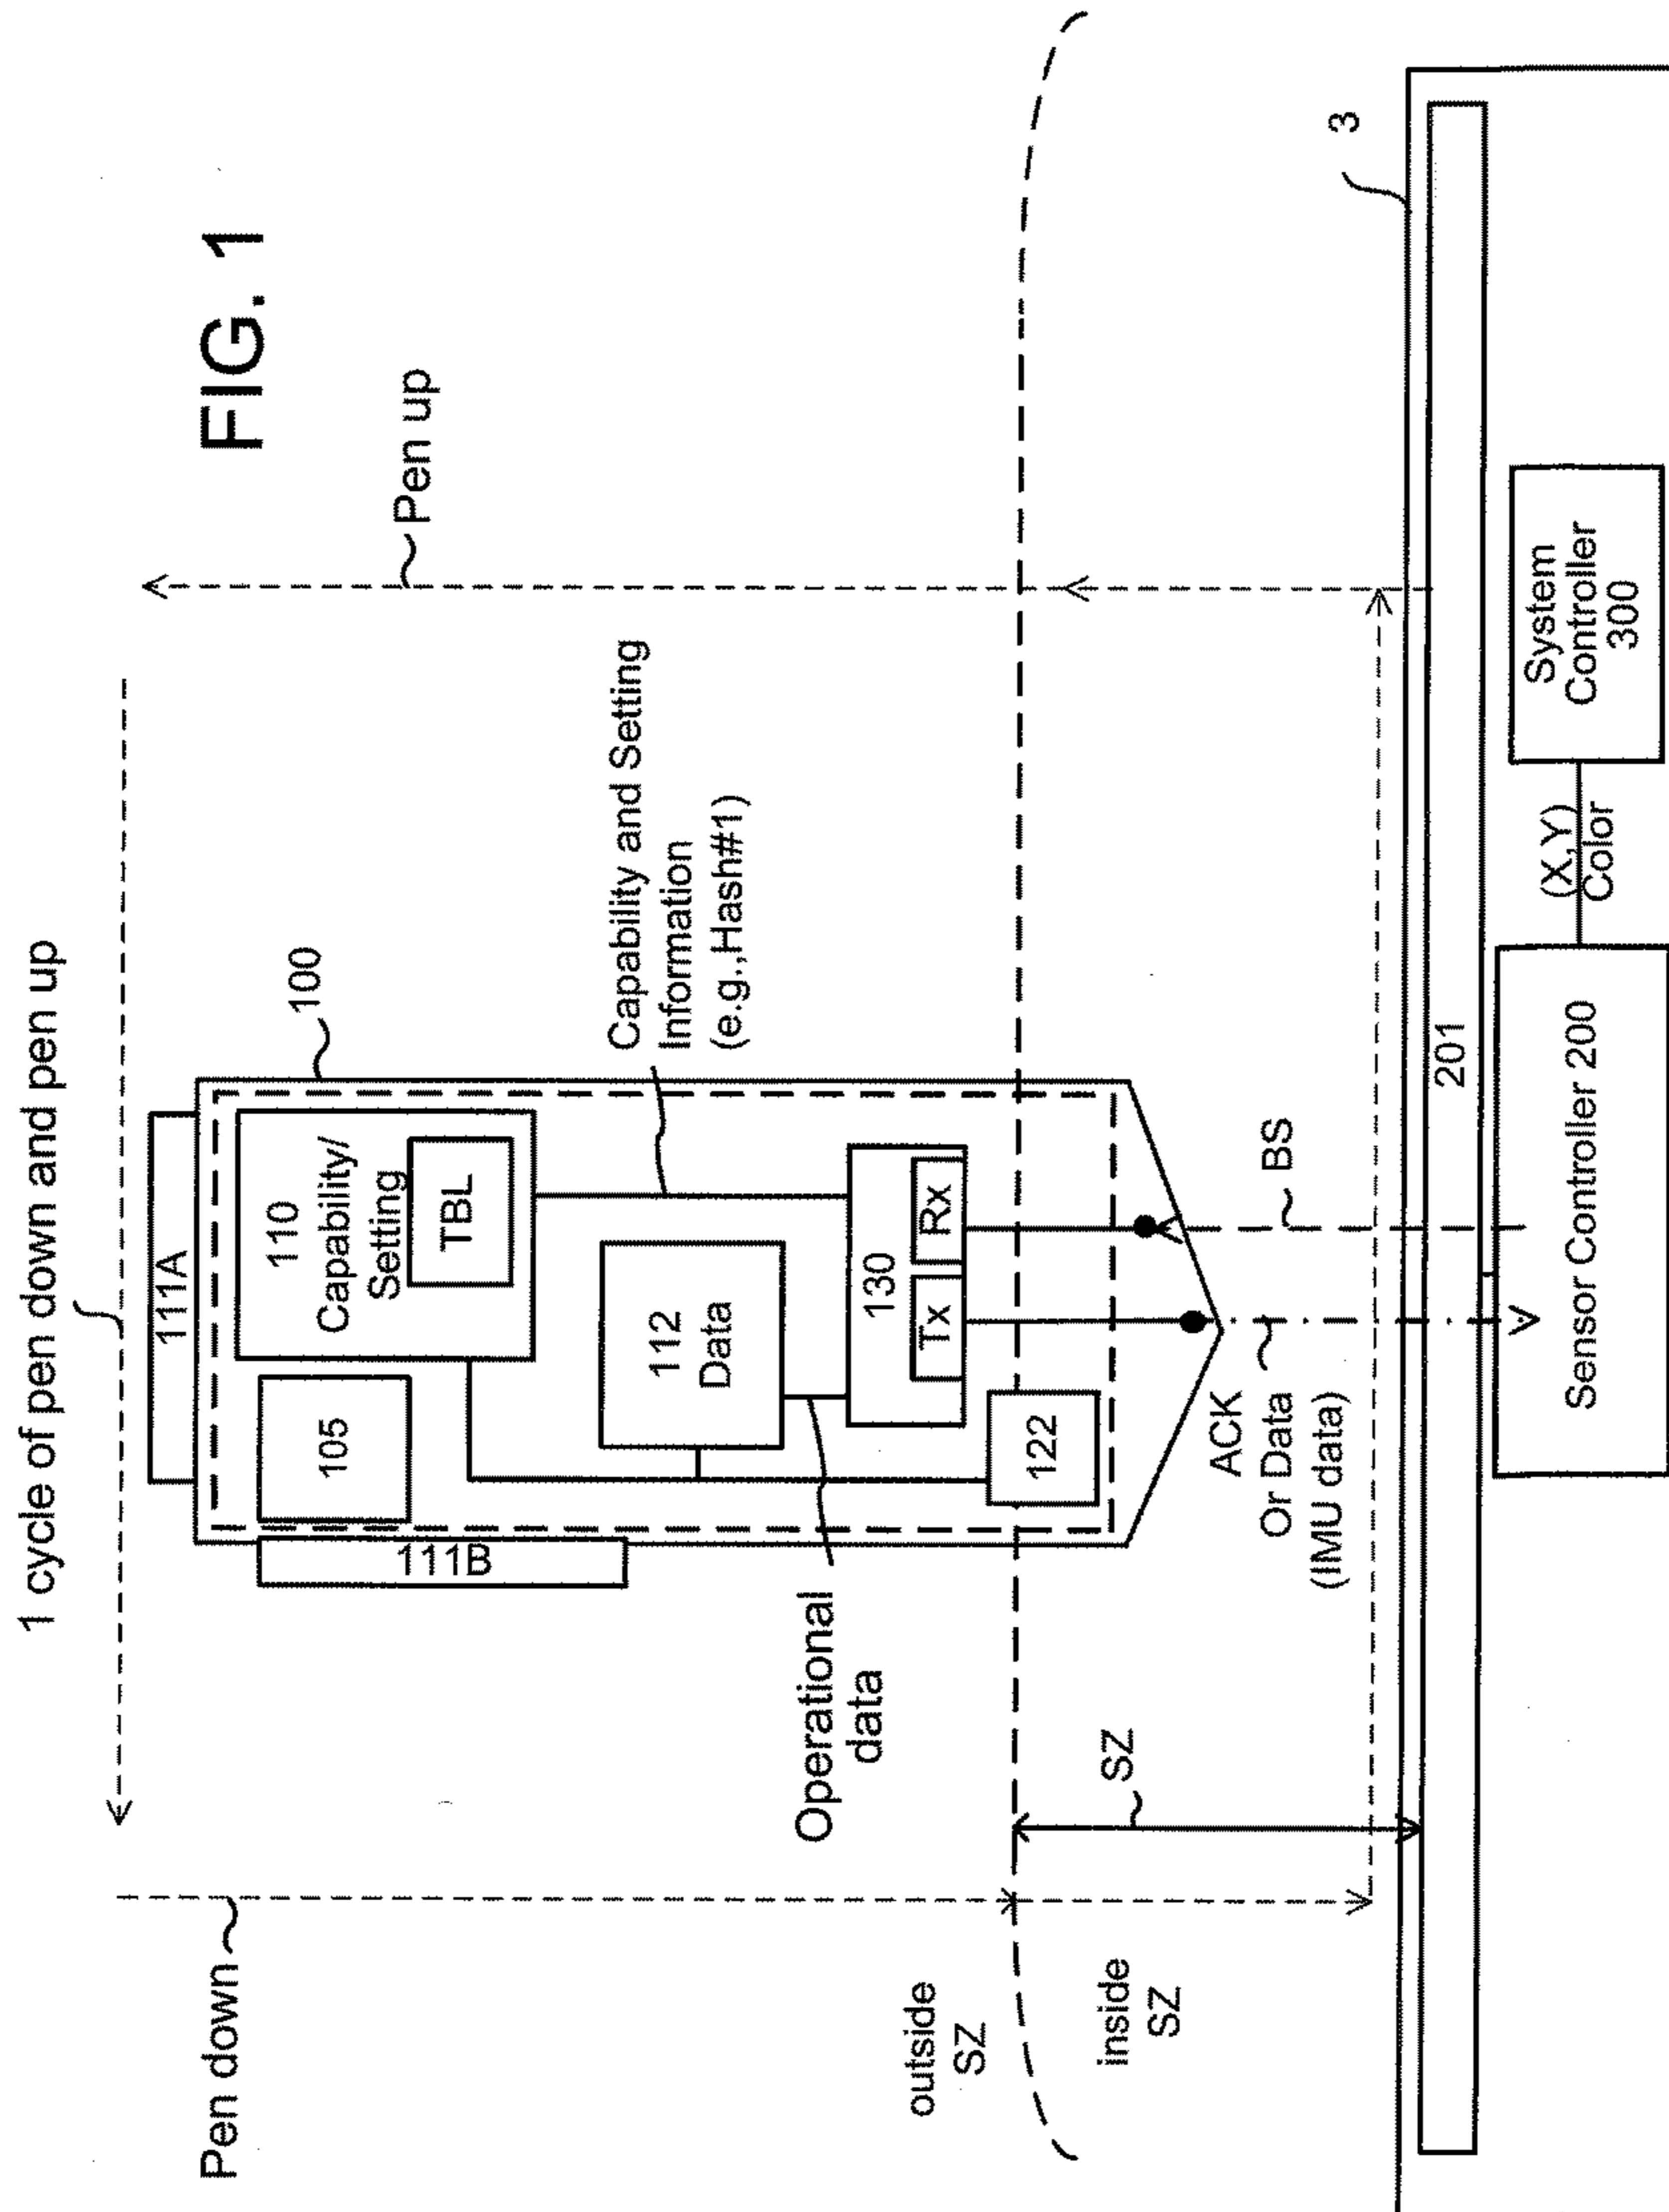 FIG. 1
1 cycle of pen down and pen up
Pen down
Pen up
111A
100
110
Capability/
Setting
TBL
105
111B
112
Data
Capability and Setting
Information
(e.g.,Hash#1)
Operational
data
130
Tx
Rx
122
outside
SZ
inside
SZ
SZ
ACK
Or Data
(IMU data)
BS
3
201
Sensor Controller 200
(X,Y)
Color
System
Controller
300